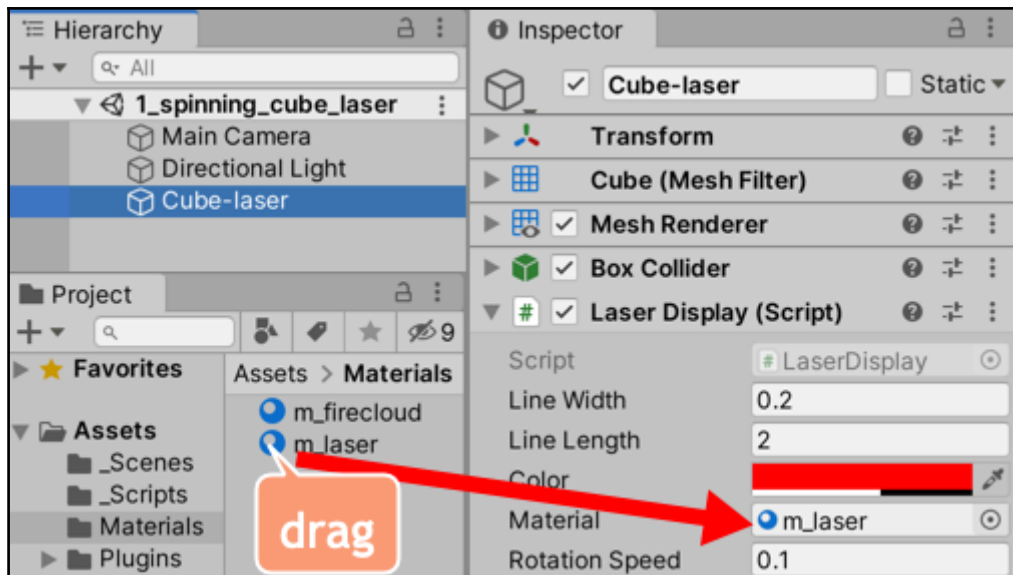 Hierarchy
All
1_spinning_cube_laser
Main Camera
Directional Light
Cube-laser
Project
9
Favorites
Assets
_Scenes
_Scripts
Materials
Plugins
Assets > Materials
m_firecloud
m_laser
drag
Inspector
Cube-laser
Static
Transform
Cube (Mesh Filter)
Mesh Renderer
Box Collider
# Laser Display (Script)
Script # LaserDisplay
Line Width 0.2
Line Length 2
Color
Material m_laser
Rotation Speed 0.1